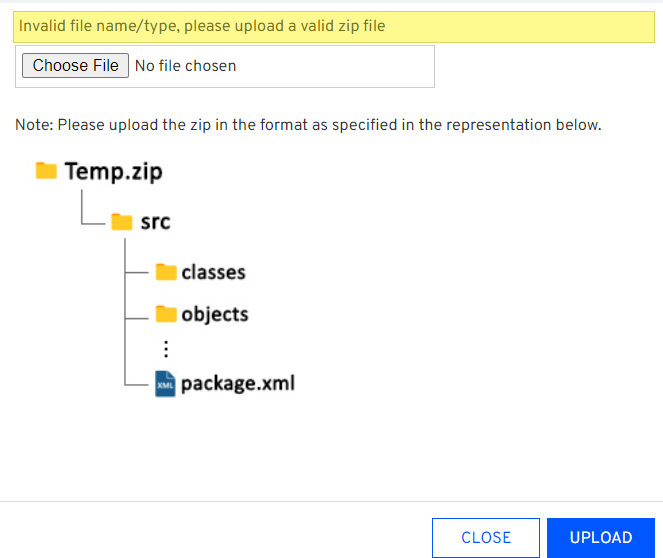 Invalid file name/type, please upload a valid zip file
Choose File No file chosen
Note: Please upload the zip in the format as specified in the representation below.
Temp.zip
src
classes
objects
XML package.xml
CLOSE UPLOAD